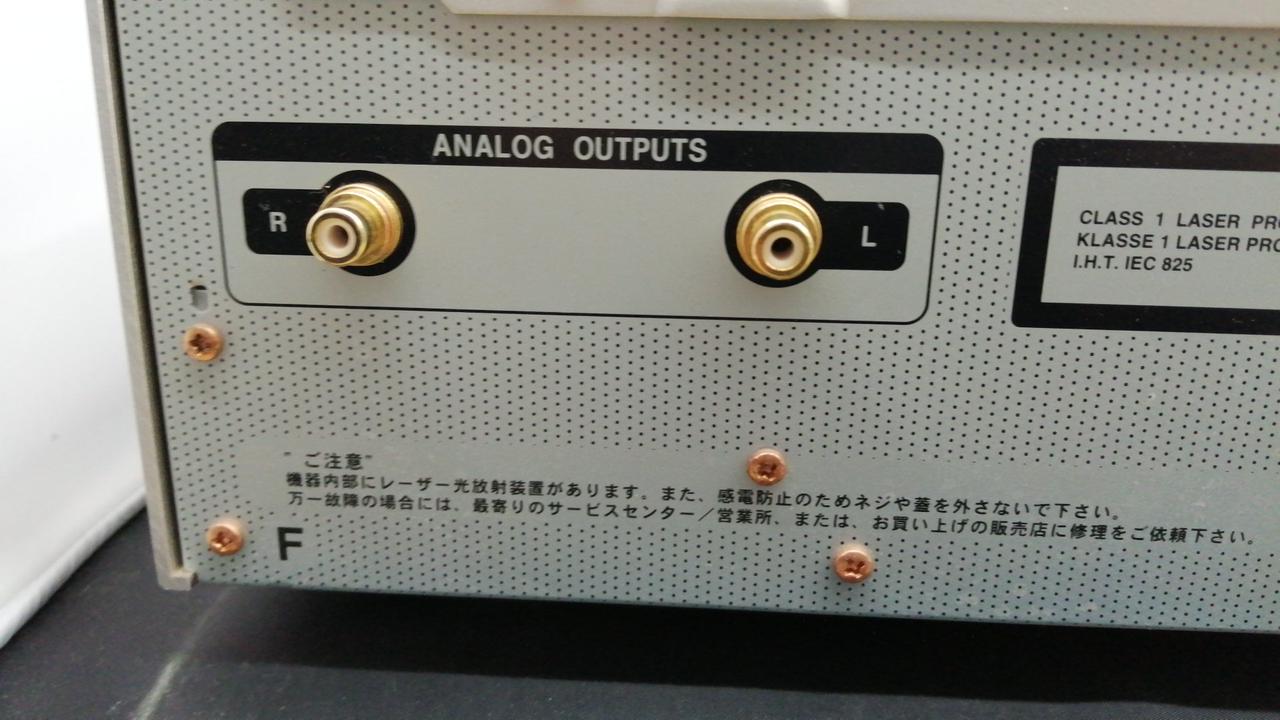 ANALOG OUTPUTS
R
L
CLASS 1 LASER
KLASSE 1 LASER
I.H.T. IEC 825
"ご注意"
機器内部にレーザー光放射装置があります。また、感電防止のためネジや蓋を外さないで下さい。
万一故障の場合には、最寄りのサービスセンター／営業所、または、お買い上げの販売店に修理をご依頼下さい。
F